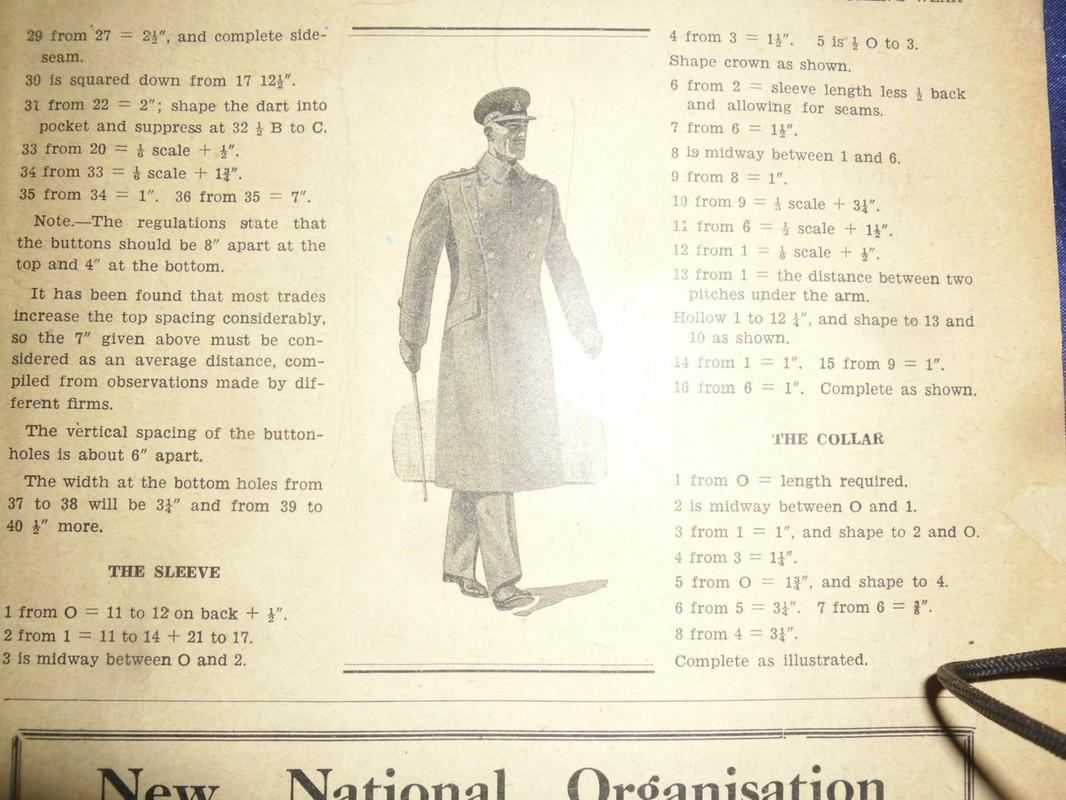 29 from 27 = 2½″, and complete side-
seam.
30 is squared down from 17 12½″.
31 from 22 = 2″; shape the dart into
pocket and suppress at 32 ½ B to C.
33 from 20 = ⅙ scale + ½″.
34 from 33 = ⅙ scale + 1¾″.
35 from 34 = 1″. 36 from 35 = 7″.
Note.—The regulations state that
the buttons should be 8″ apart at the
top and 4″ at the bottom.
It has been found that most trades
increase the top spacing considerably,
so the 7″ given above must be con-
sidered as an average distance, com-
piled from observations made by dif-
ferent firms.
The vertical spacing of the button-
holes is about 6″ apart.
The width at the bottom holes from
37 to 38 will be 3¼″ and from 39 to
40 ½″ more.
THE SLEEVE
1 from O = 11 to 12 on back + ½″.
2 from 1 = 11 to 14 + 21 to 17.
3 is midway between O and 2.
WEAR
4 from 3 = 1½″. 5 is ½ O to 3.
Shape crown as shown.
6 from 2 = sleeve length less ½ back
and allowing for seams.
7 from 6 = 1½″.
8 is midway between 1 and 6.
9 from 8 = 1″.
10 from 9 = ⅓ scale + 3¼″.
11 from 6 = ⅓ scale + 1½″.
12 from 1 = ⅙ scale + ½″.
13 from 1 = the distance between two
pitches under the arm.
Hollow 1 to 12 ¼″, and shape to 13 and
10 as shown.
14 from 1 = 1″. 15 from 9 = 1″.
16 from 6 = 1″. Complete as shown.
THE COLLAR
1 from O = length required.
2 is midway between O and 1.
3 from 1 = 1″, and shape to 2 and O.
4 from 3 = 1¼″.
5 from O = 1¾″, and shape to 4.
6 from 5 = 3¼″. 7 from 6 = ⅜″.
8 from 4 = 3¼″.
Complete as illustrated.
New National Organisation